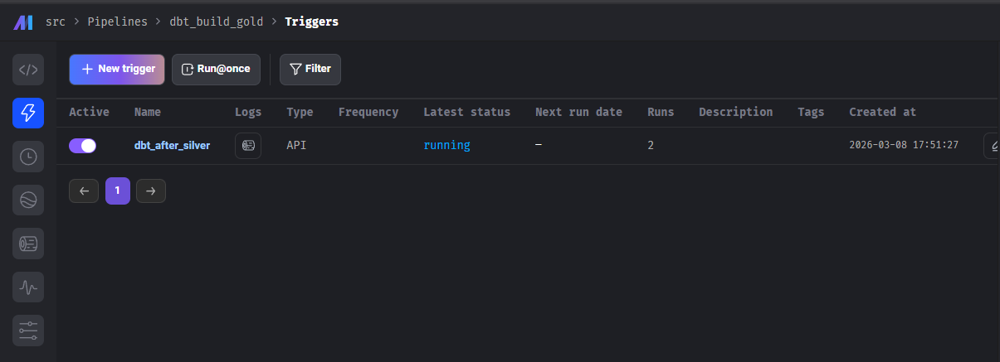 src > Pipelines > dbt_build_gold > Triggers
+ New trigger Run@once Filter
Active Name Logs Type Frequency Latest status Next run date Runs Description Tags Created at
dbt_after_silver API running — 2 2026-03-08 17:51:27
← 1 →